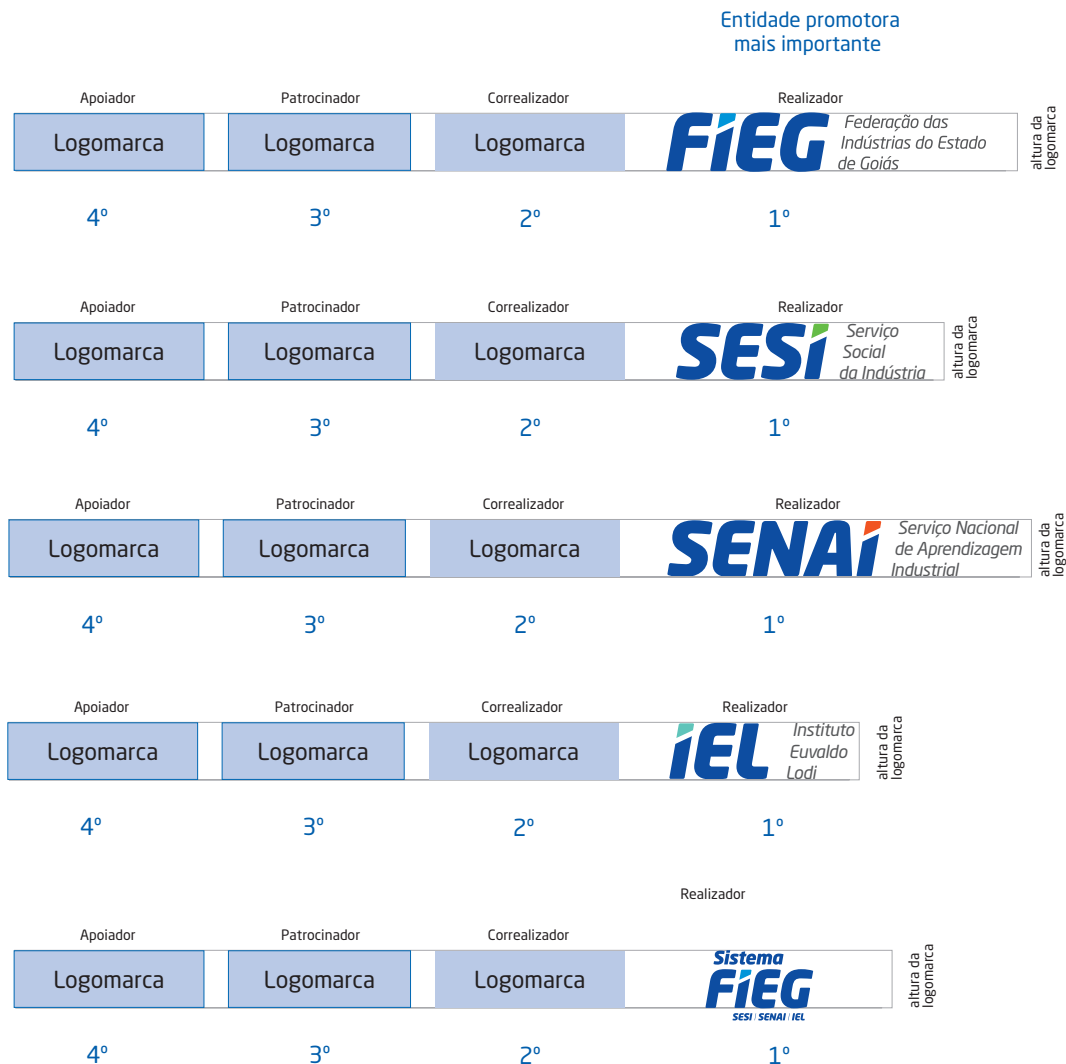 Entidade promotora
mais importante
Apoiador
Patrocinador
Correalizador
Realizador
Logomarca
Logomarca
Logomarca
FIEG
Federação das
Indústrias do Estado
de Goiás
altura da
logomarca
4º
3º
2º
1º
Apoiador
Patrocinador
Correalizador
Realizador
Logomarca
Logomarca
Logomarca
SESI
Serviço
Social
da Indústria
altura da
logomarca
4º
3º
2º
1º
Apoiador
Patrocinador
Correalizador
Realizador
Logomarca
Logomarca
Logomarca
SENAI
Serviço Nacional
de Aprendizagem
Industrial
altura da
logomarca
4º
3º
2º
1º
Apoiador
Patrocinador
Correalizador
Realizador
Logomarca
Logomarca
Logomarca
IEL
Instituto
Euvaldo
Lodi
altura da
logomarca
4º
3º
2º
1º
Realizador
Apoiador
Patrocinador
Correalizador
Logomarca
Logomarca
Logomarca
Sistema
FIEG
SESI / SENAI / IEL
altura da
logomarca
4º
3º
2º
1º